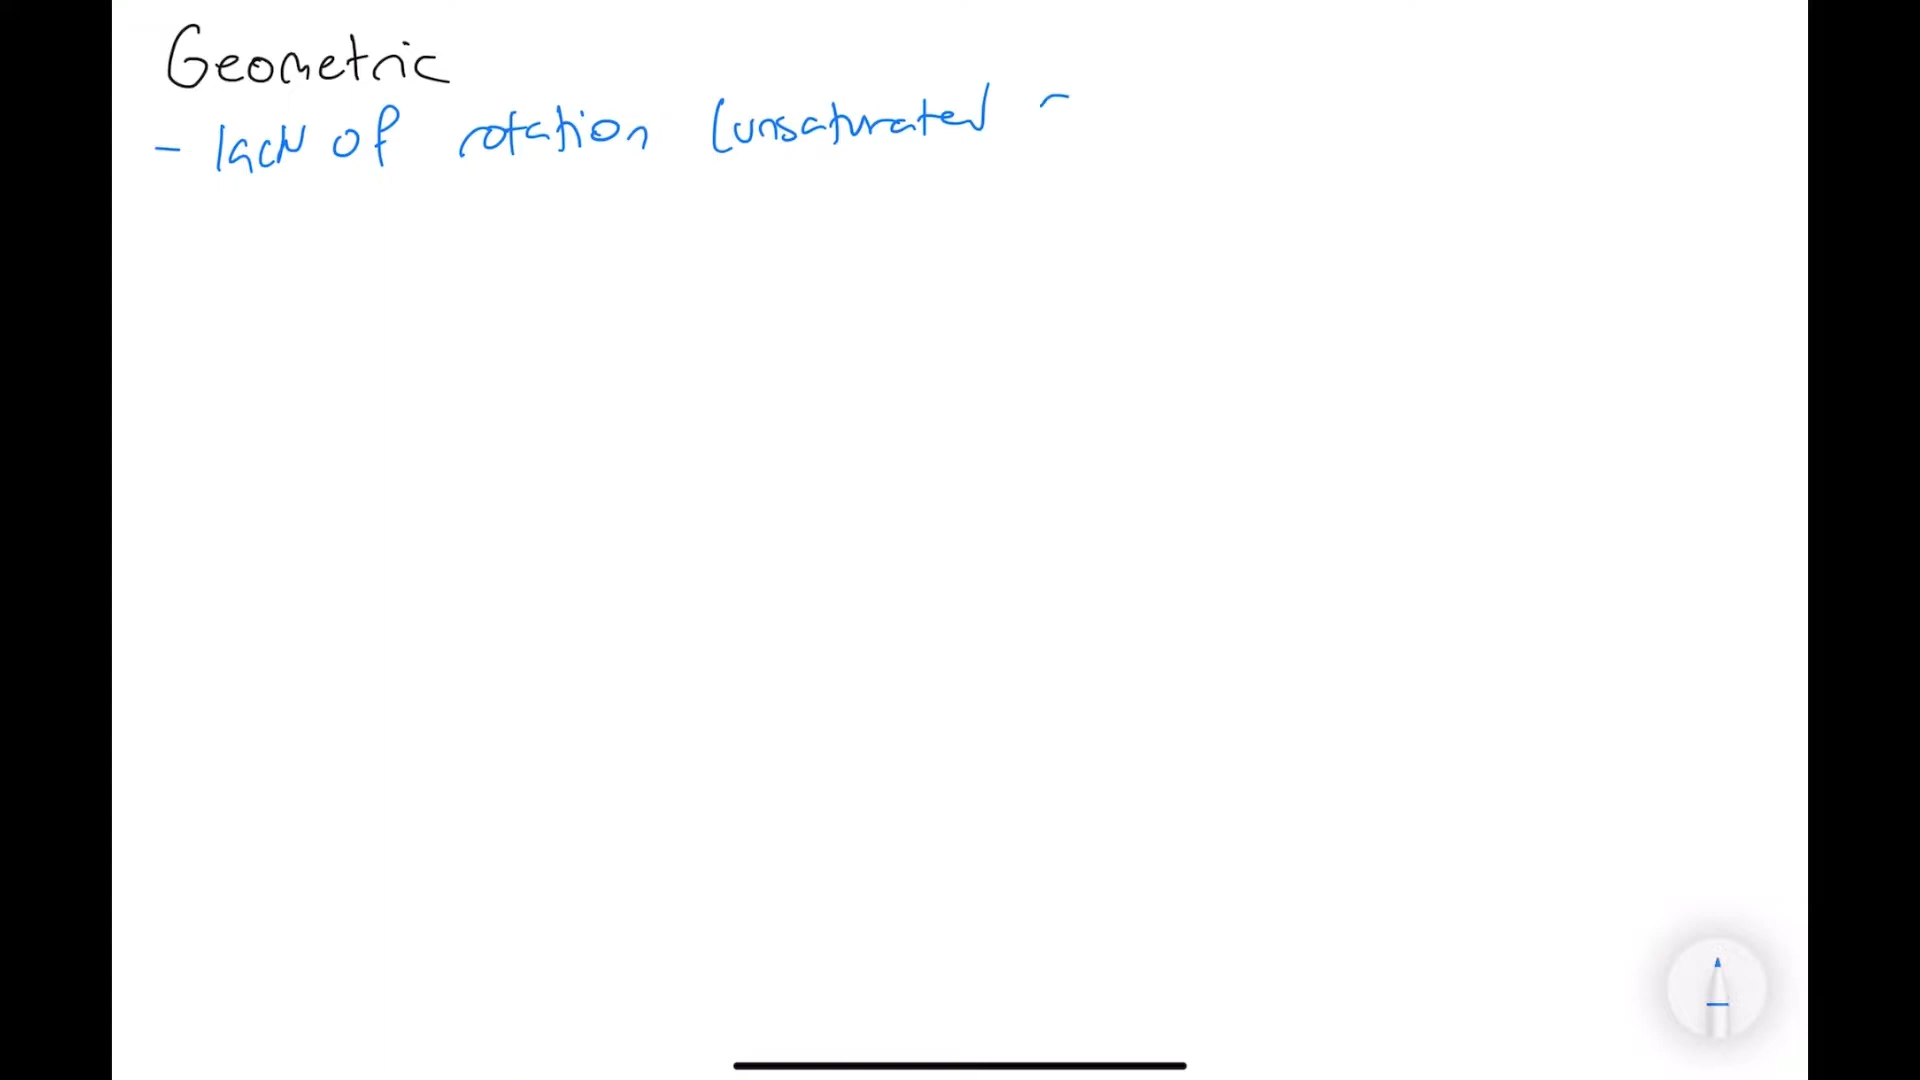 Geometric
- lack of rotation (unsaturated